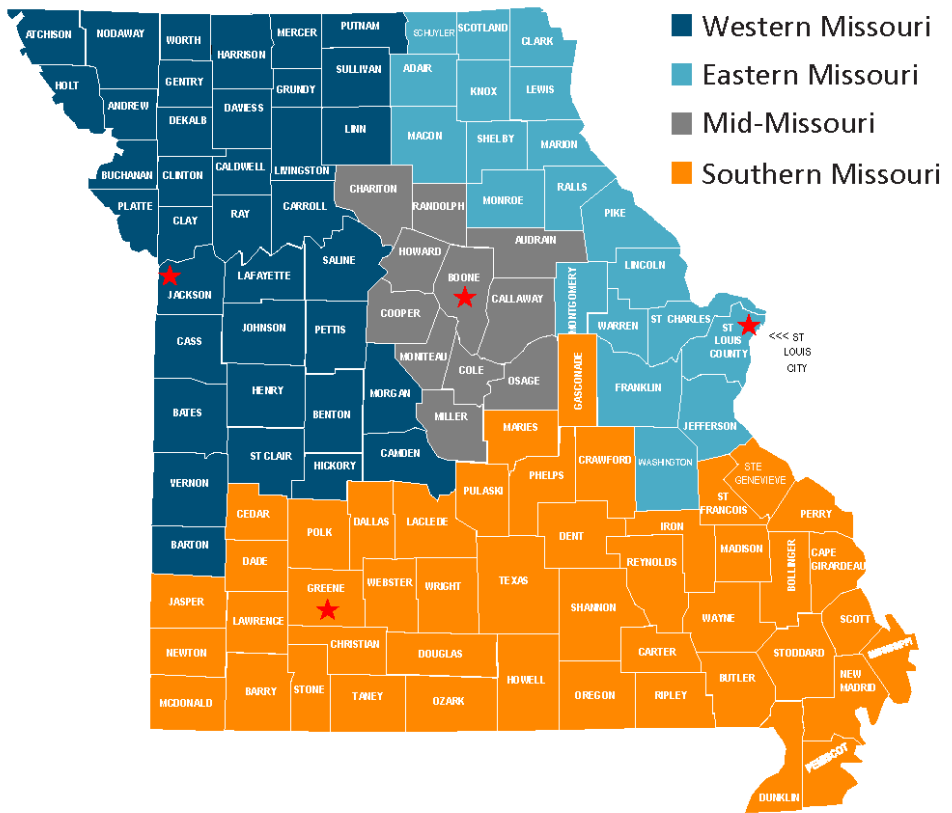 Western Missouri
Eastern Missouri
Mid-Missouri
Southern Missouri
ATCHISON
NODAWAY
WORTH
HARRISON
MERCER
PUTNAM
SCHUYLER
SCOTLAND
CLARK
HOLT
ANDREW
GENTRY
DAVIESS
GRUNDY
SULLIVAN
ADAIR
KNOX
LEWIS
DEKALB
LINN
MACON
SHELBY
MARION
BUCHANAN
CLINTON
CALDWELL
LIVINGSTON
CHARITON
RANDOLPH
MONROE
RALLS
PIKE
PLATTE
CLAY
RAY
CARROLL
SALINE
HOWARD
BOONE
AUDRAIN
LINCOLN
JACKSON
LAFAYETTE
COOPER
CALLAWAY
MONTGOMERY
WARREN
ST CHARLES
ST
LOUIS
COUNTY
<<< ST
LOUIS
CITY
CASS
JOHNSON
PETTIS
MONITEAU
COLE
OSAGE
GASCONADE
FRANKLIN
JEFFERSON
BATES
HENRY
BENTON
MORGAN
MILLER
MARIES
VERNON
ST CLAIR
HICKORY
CAMDEN
PULASKI
PHELPS
CRAWFORD
WASHINGTON
STE
GENEVIEVE
ST
FRANCOIS
PERRY
BARTON
CEDAR
POLK
DALLAS
LACLEDE
DENT
IRON
MADISON
BOLLINGER
CAPE
GIRARDEAU
DADE
GREENE
WEBSTER
WRIGHT
TEXAS
SHANNON
REYNOLDS
WAYNE
SCOTT
MISSISSIPPI
JASPER
LAWRENCE
CHRISTIAN
DOUGLAS
CARTER
STODDARD
NEWTON
BARRY
STONE
TANEY
OZARK
HOWELL
OREGON
RIPLEY
BUTLER
NEW
MADRID
MCDONALD
PEMISCOT
DUNKLIN